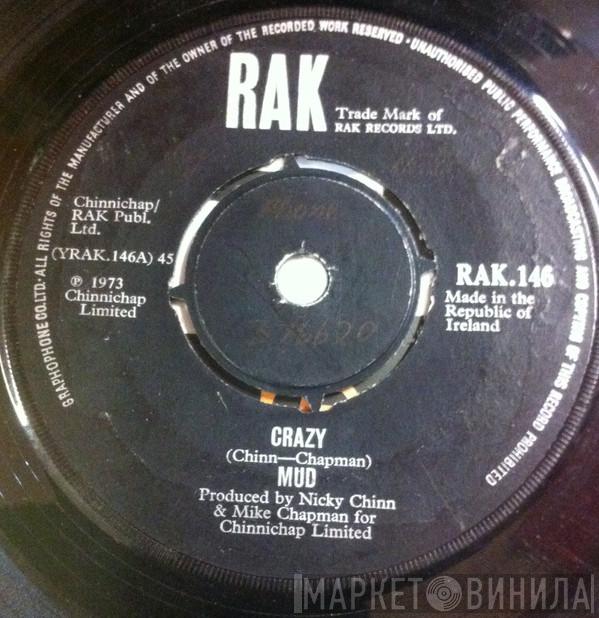 GRAPHOPHONE CO.LTD·ALL RIGHTS OF THE MANUFACTURER AND OF THE OWNER OF THE RECORDED WORK RESERVED·UNAUTHORISED PUBLIC PERFORMANCE BROADCASTING AND COPYING OF THIS RECORD PROHIBITED
RAK
Trade Mark of
RAK RECORDS LTD.
Chinnichap/
RAK Publ.
Ltd.
(YRAK.146A) 45
℗ 1973
Chinnichap
Limited
Phone
RAK.146
Made in the
Republic of
Ireland
CRAZY
(Chinn—Chapman)
MUD
Produced by Nicky Chinn
& Mike Chapman for
Chinnichap Limited
МАРКЕТ ВИНИЛА